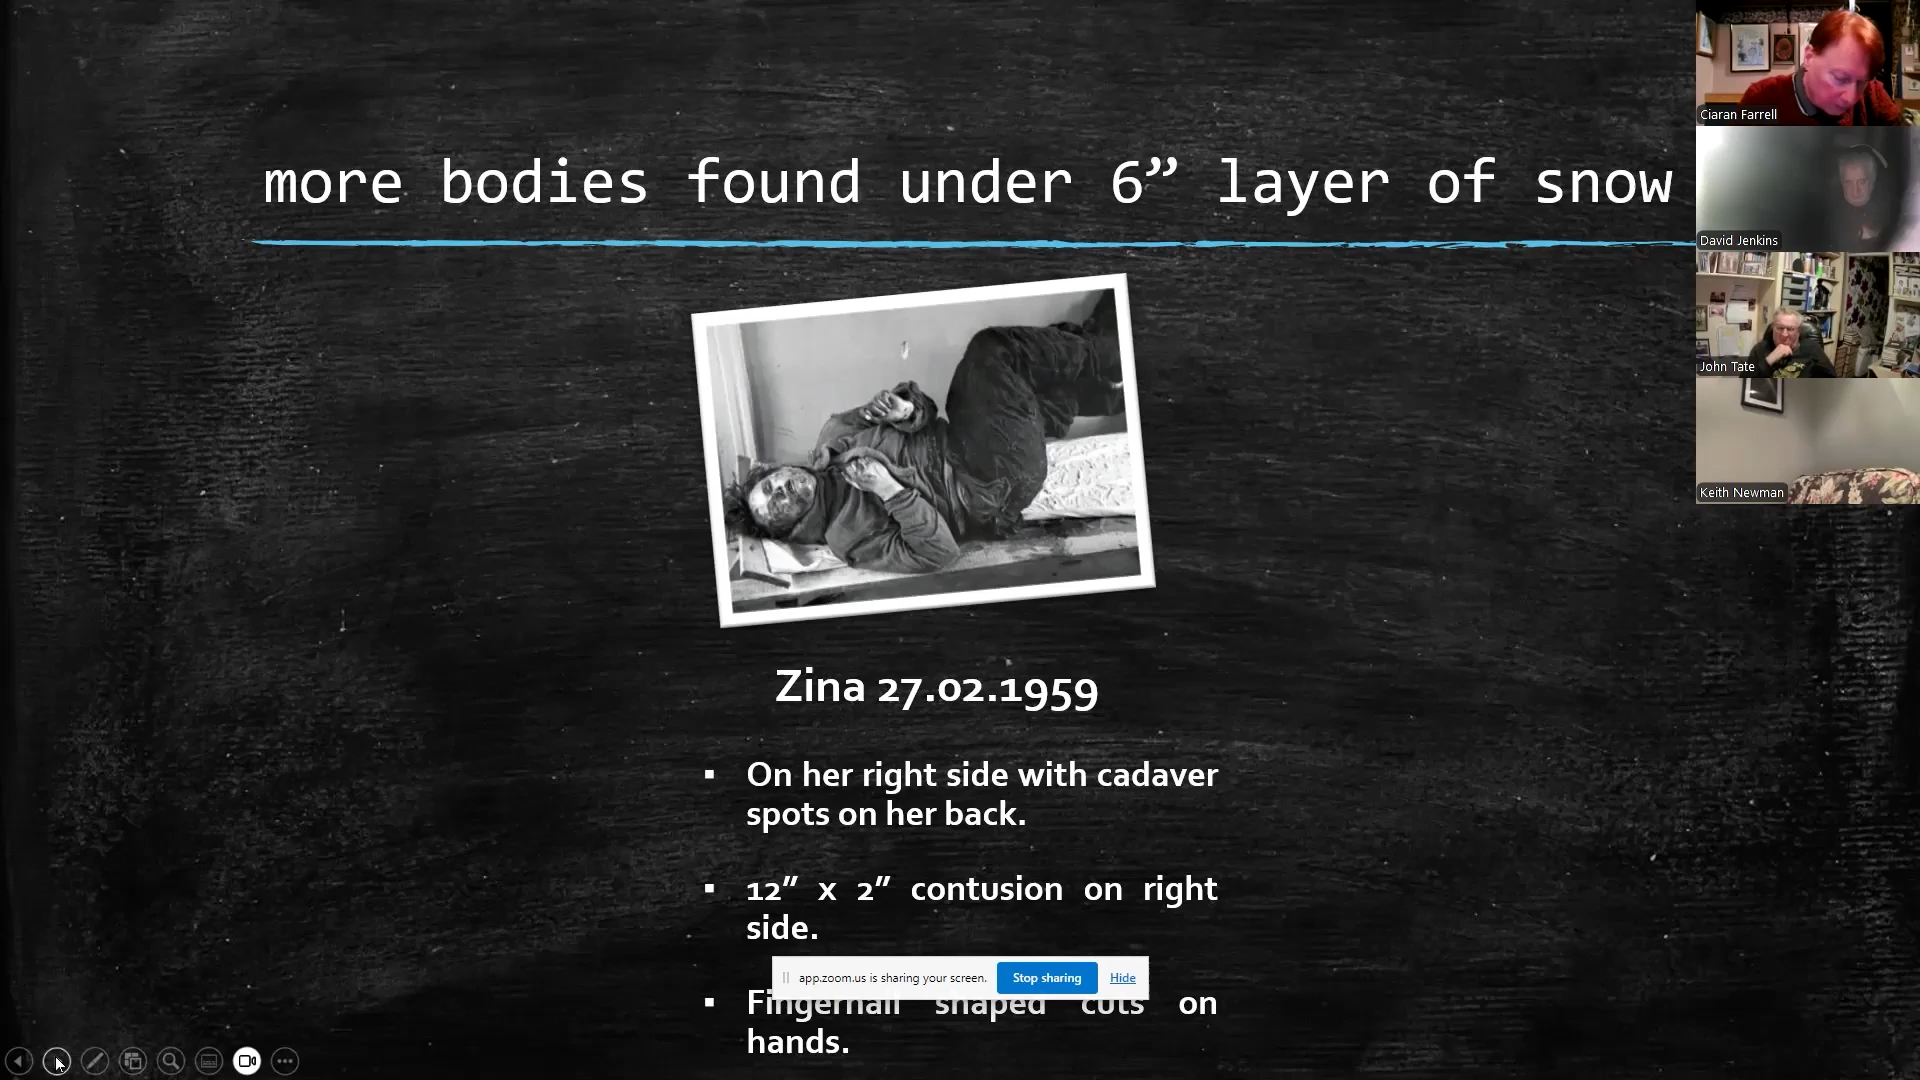 more bodies found under 6” layer of snow
Zina 27.02.1959
▪ On her right side with cadaver
spots on her back.
▪ 12” x 2” contusion on right
side.
▪ Fingernail shaped cuts on
hands.
app.zoom.us is sharing your screen. Stop sharing Hide
Ciaran Farrell
David Jenkins
John Tate
Keith Newman